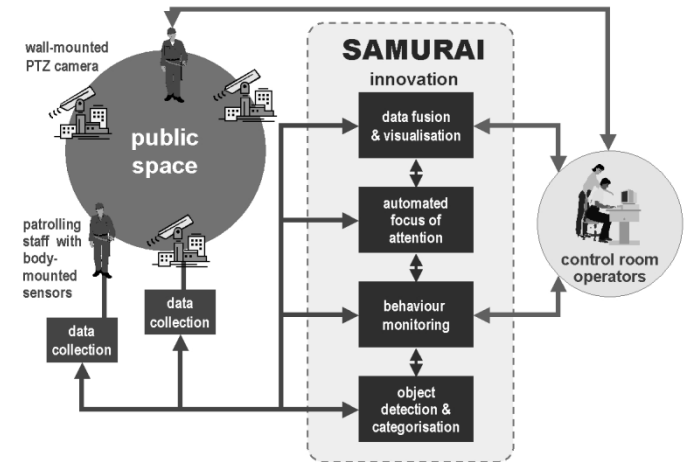 wall-mounted
PTZ camera
public
space
patrolling
staff with
body-
mounted
sensors
data
collection
data
collection
SAMURAI
innovation
data fusion
& visualisation
automated
focus of
attention
behaviour
monitoring
object
detection &
categorisation
control room
operators